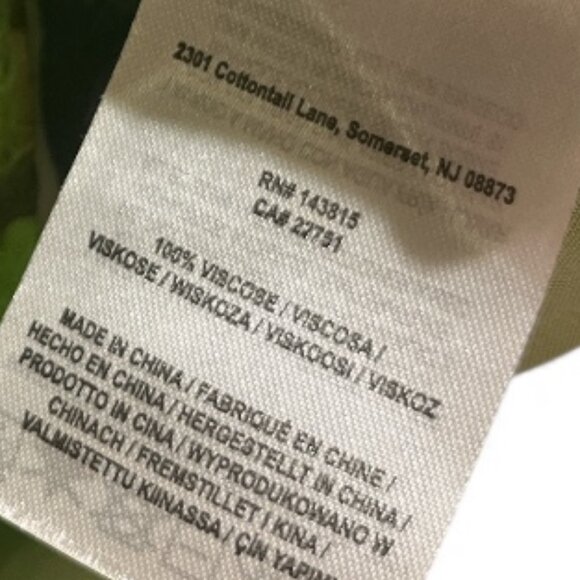 2301 Cottontail Lane, Somerset, NJ 08873
RN# 143815
CA# 22751
100% VISCOSE / VISCOSA /
VISKOSE / WISKOZA / VISKOOSI / VISKOZ
MADE IN CHINA / FABRIQUÉ EN CHINE /
HECHO EN CHINA / HERGESTELLT IN CHINA /
PRODOTTO IN CINA / WYPRODUKOWANO W
CHINACH / FREMSTILLET / KINA /
VALMISTETTU KIINASSA / ÇİN YAPIMI